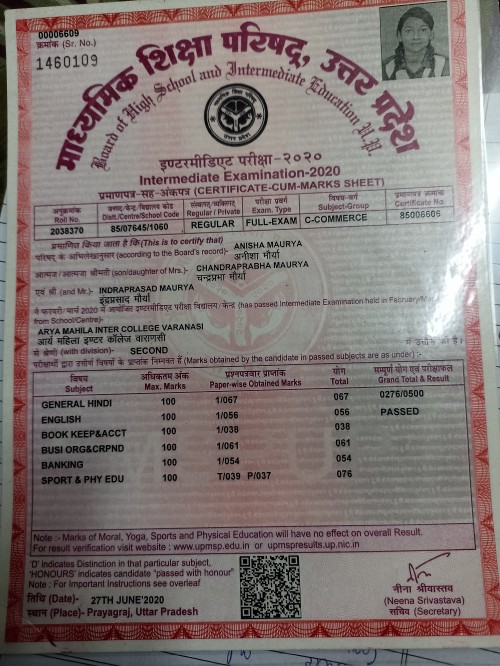 00006609
क्रमांक (Sr. No.)
1460109
माध्यमिक शिक्षा परिषद, उत्तर प्रदेश
Board of High School and Intermediate Education U.P.
इण्टरमीडिएट परीक्षा-२०२०
Intermediate Examination-2020
प्रमाणपत्र-सह-अंकपत्र (CERTIFICATE-CUM-MARKS SHEET)
अनुक्रमांक जनपद/केन्द्र/विद्यालय कोड संस्थागत/व्यक्तिगत परीक्षा प्रवर्ग विषय-वर्ग प्रमाणपत्र क्रमांक
Roll No. Distt./Centre/School Code Regular / Private Exam. Type Subject-Group Certificate No.
2038370 85/07645/1060 REGULAR FULL-EXAM C-COMMERCE 85006606
प्रमाणित किया जाता है कि (This is to certify that)
परिषद के अभिलेखानुसार (according to the Board's record)- ANISHA MAURYA
अनीशा मौर्या
आत्मज/आत्मजा श्रीमती (son/daughter of Mrs.)- CHANDRAPRABHA MAURYA
चन्द्रप्रभा मौर्या
एवं श्री (and Mr.)- INDRAPRASAD MAURYA
इंद्रप्रसाद मौर्या
ने फरवरी/मार्च 2020 में आयोजित इण्टरमीडिएट परीक्षा विद्यालय/केन्द्र (has passed Intermediate Examination held in February/
from School/Centre)-
ARYA MAHILA INTER COLLEGE VARANASI
आर्य महिला इण्टर कॉलेज वाराणसी
से श्रेणी (with division)- SECOND में उत्तीर्ण की है।
परीक्षार्थी द्वारा उत्तीर्ण विषयों के प्राप्तांक निम्नवत हैं (Marks obtained by the candidate in passed subjects are as under) :-
विषय अधिकतम अंक प्रश्नपत्रवार प्राप्तांक योग सम्पूर्ण योग एवं परीक्षाफल
Subject Max. Marks Paper-wise Obtained Marks Total Grand Total & Result
GENERAL HINDI 100 1/067 067 0276/0500
ENGLISH 100 1/056 056 PASSED
BOOK KEEP&ACCT 100 1/038 038
BUSI ORG&CRPND 100 1/061 061
BANKING 100 1/054 054
SPORT & PHY EDU 100 T/039 P/037 076
Note :- Marks of Moral, Yoga, Sports and Physical Education will have no effect on overall Result.
For result verification visit website : www.upmsp.edu.in or upmspresults.up.nic.in
'D' indicates Distinction in that particular subject,
'HONOURS' indicates candidate "passed with honour"
Note : For Important Instructions see overleaf
तिथि (Date)- 27TH JUNE'2020
स्थान (Place)- Prayagraj, Uttar Pradesh
नीना श्रीवास्तव
(Neena Srivastava)
सचिव (Secretary)